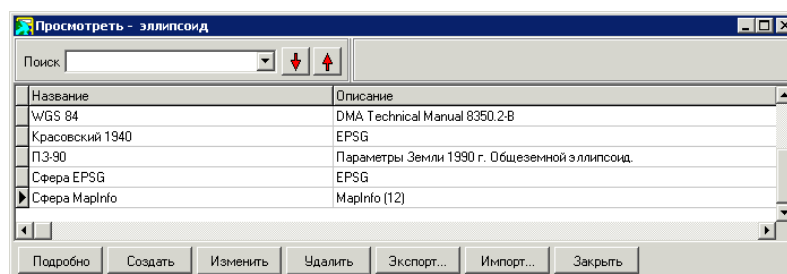 Просмотреть - эллипсоид
Поиск
Название Описание
WGS 84 DMA Technical Manual 8350.2-B
Красовский 1940 EPSG
ПЗ-90 Параметры Земли 1990 г. Общеземной эллипсоид.
Сфера EPSG EPSG
Сфера MapInfo MapInfo (12)
Подробно Создать Изменить Удалить Экспорт... Импорт... Закрыть